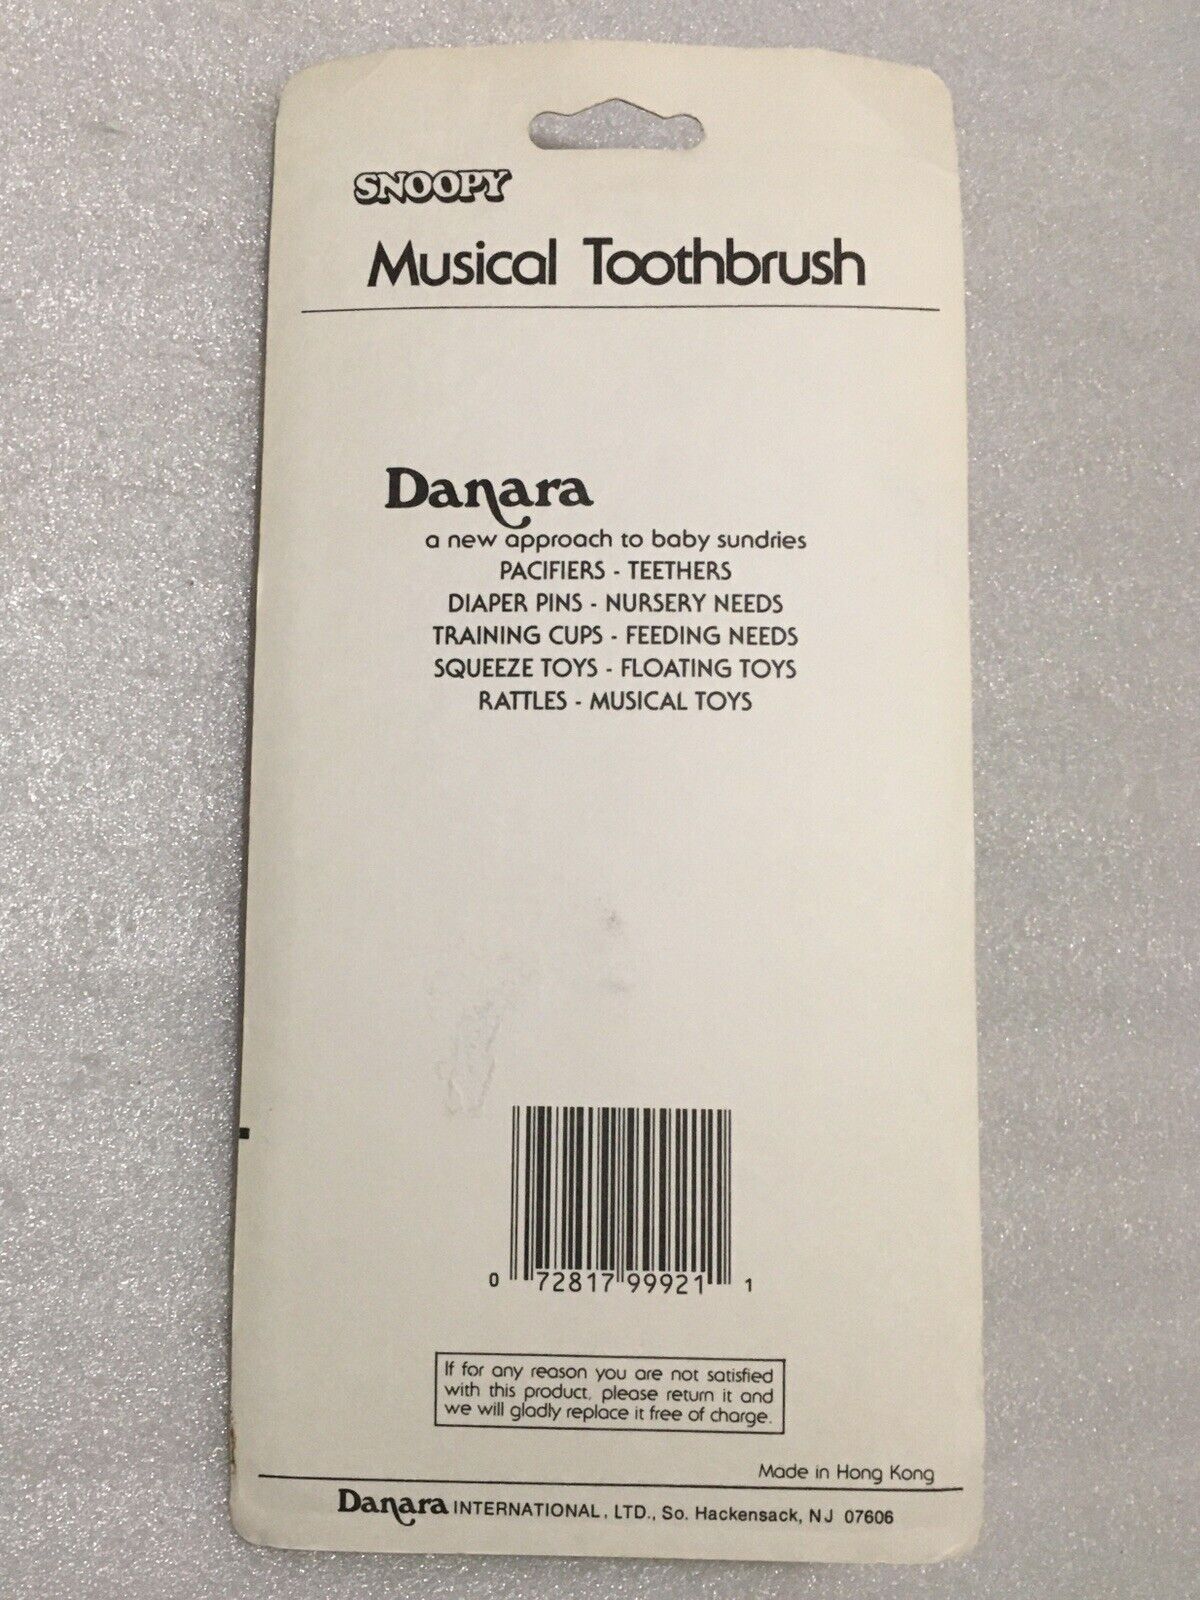 SNOOPY
Musical Toothbrush
Danara
a new approach to baby sundries
PACIFIERS - TEETHERS
DIAPER PINS - NURSERY NEEDS
TRAINING CUPS - FEEDING NEEDS
SQUEEZE TOYS - FLOATING TOYS
RATTLES - MUSICAL TOYS
0 72817 99921 1
If for any reason you are not satisfied
with this product, please return it and
we will gladly replace it free of charge.
Made in Hong Kong
Danara INTERNATIONAL, LTD., So. Hackensack, NJ 07606